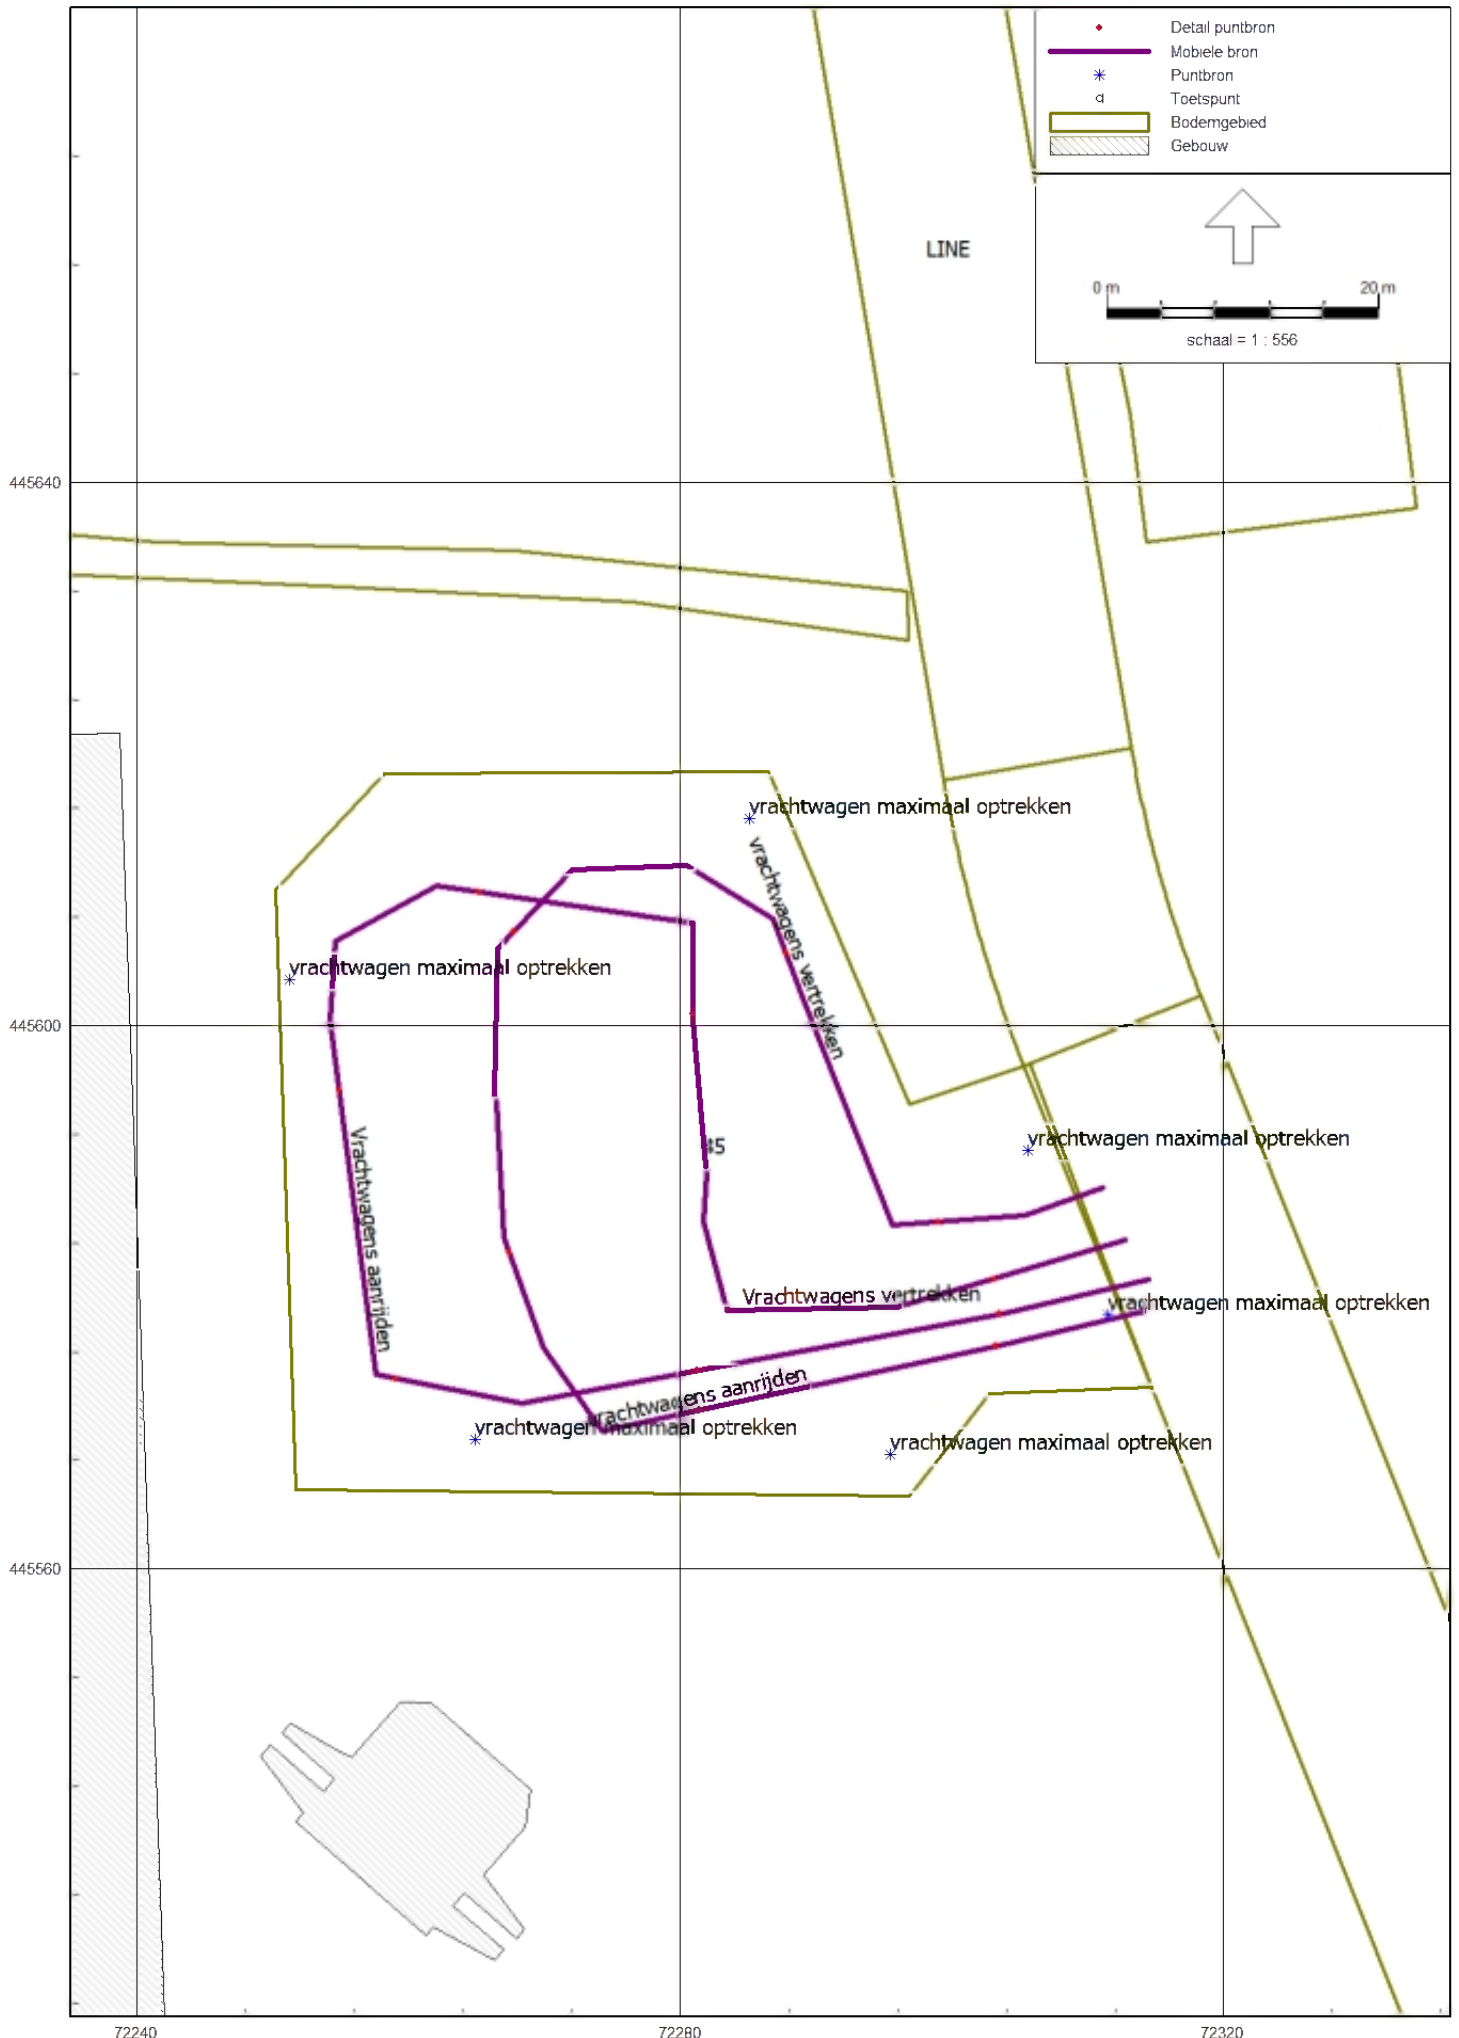 Detail puntbron
Mobiele bron
Puntbron
Toetspunt
Bodemgebied
Gebouw
LINE
0 m 20 m
schaal = 1 : 556
445640
vrachtwagen maximaal optrekken
vrachtwagens vertrekken
vrachtwagen maximaal optrekken
445600
vrachtwagen maximaal optrekken
Vrachtwagens aanrijden
Vrachtwagens vertrekken
vrachtwagen maximaal optrekken
vrachtwagens aanrijden
vrachtwagen maximaal optrekken
vrachtwagen maximaal optrekken
445560
72240 72280 72320